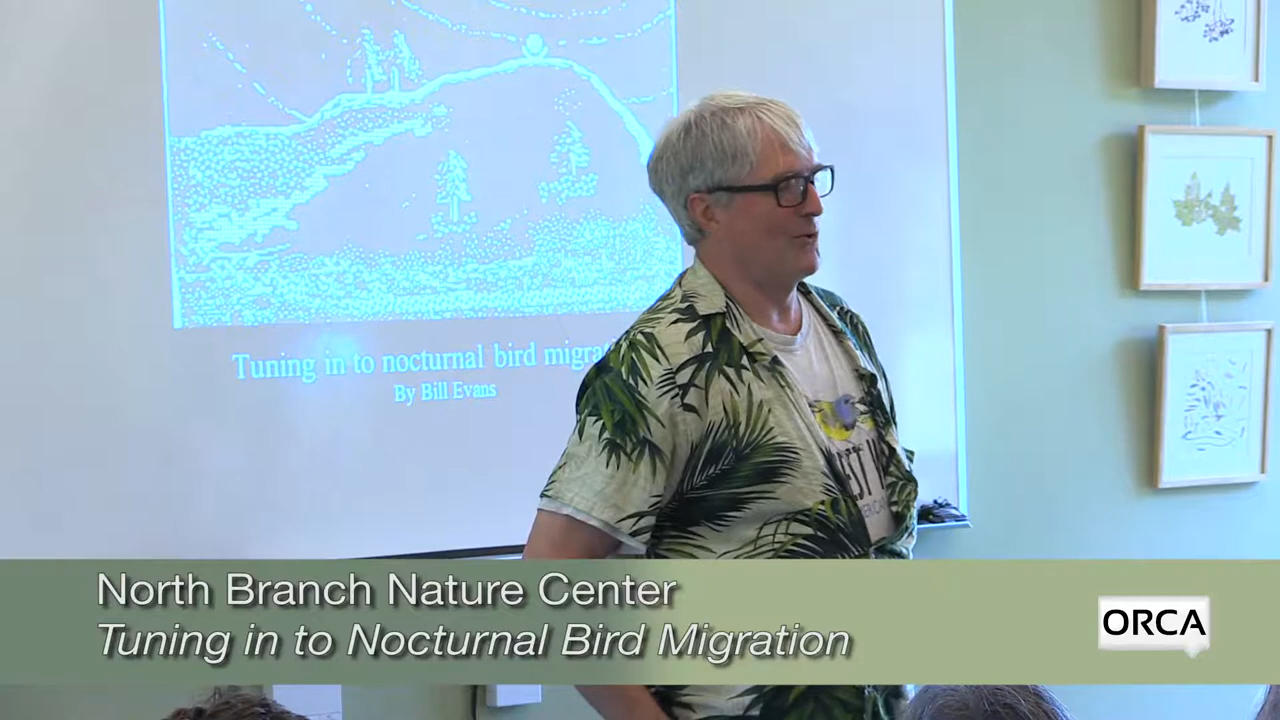 Tuning in to nocturnal bird
By Bill Evans
North Branch Nature Center
Tuning in to Nocturnal Bird Migration
ORCA